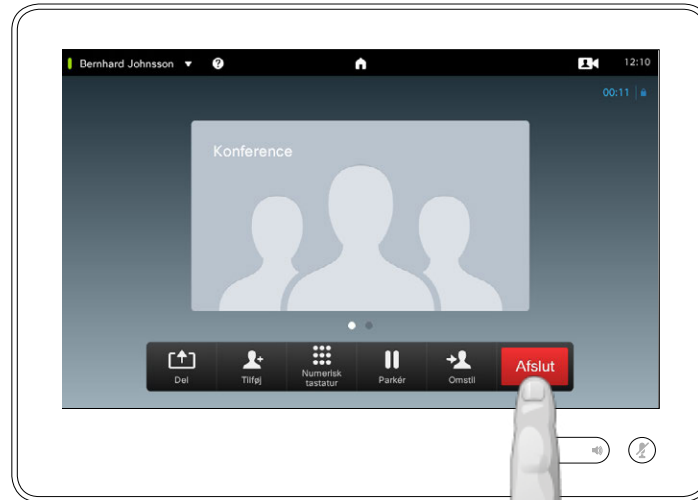 Bernhard Johnsson ▼ ? 12:10
00:11
Konference
Del
Tilføj
Numerisk
tastatur
Parkér
Omstil
Afslut